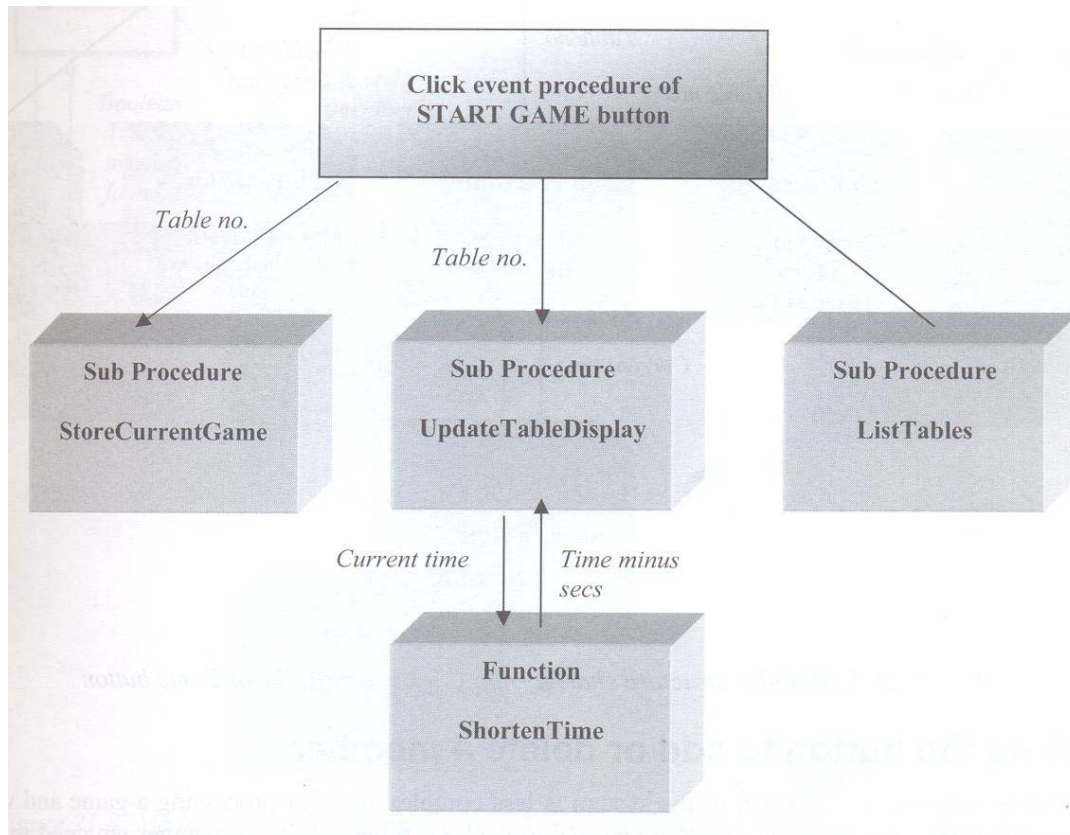 Click event procedure of
START GAME button
Table no.
Table no.
Sub Procedure
StoreCurrentGame
Sub Procedure
UpdateTableDisplay
Sub Procedure
ListTables
Current time
Time minus
secs
Function
ShortenTime